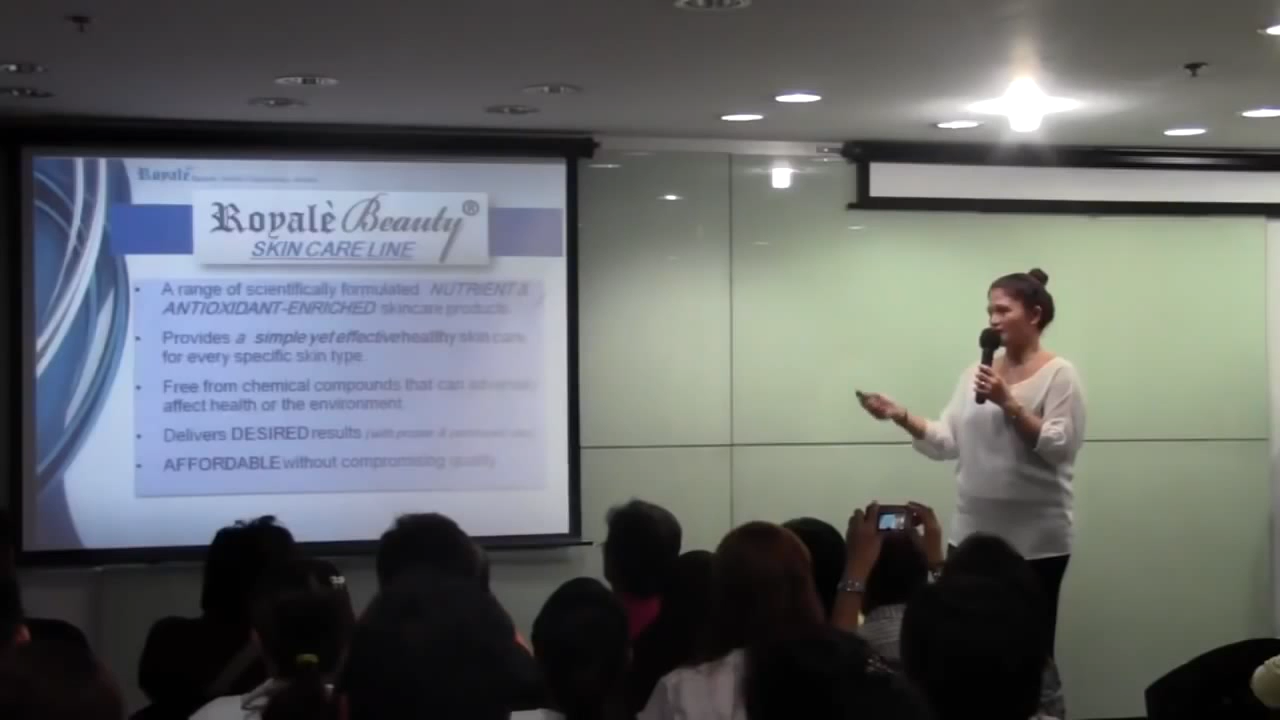 Royalè
Royalè Beauty®
SKIN CARE LINE
• A range of scientifically formulated NUTRIENT &
ANTIOXIDANT-ENRICHED skincare products
• Provides a simple yet effective healthy skin care
for every specific skin type.
• Free from chemical compounds that can
affect health or the environment
• Delivers DESIRED results
• AFFORDABLE without compromising quality